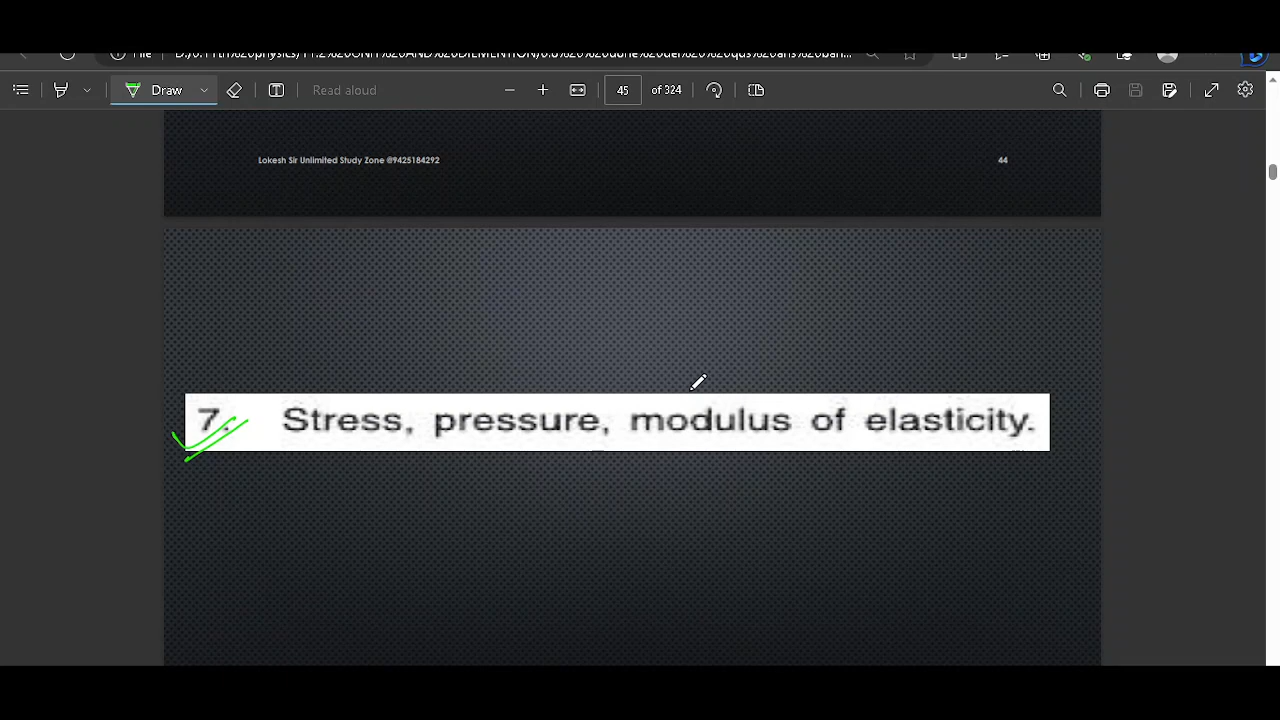 Draw
Read aloud
45 of 324
Lokesh Sir Unlimited Study Zone @9425184292
44
7. Stress, pressure, modulus of elasticity.